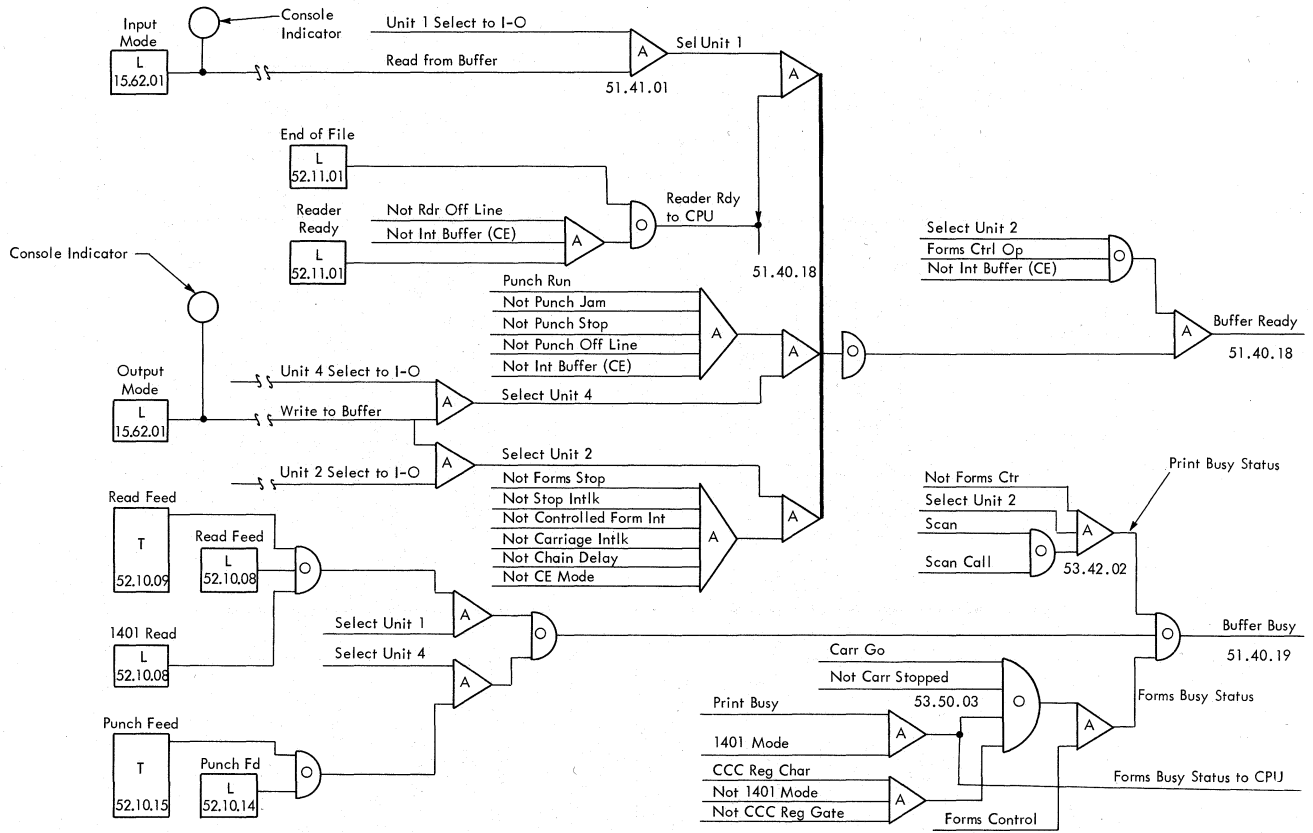 Input
Mode
L
15.62.01
Console
Indicator
Unit 1 Select to I-O
Read from Buffer
A
51.41.01
Sel Unit 1
A
End of File
L
52.11.01
Reader
Ready
L
52.11.01
Not Rdr Off Line
Not Int Buffer (CE)
A
O
Reader Rdy
to CPU
51.40.18
Console Indicator
Punch Run
Not Punch Jam
Not Punch Stop
Not Punch Off Line
Not Int Buffer (CE)
A
A
O
Select Unit 2
Forms Ctrl Op
Not Int Buffer (CE)
O
A
Buffer Ready
51.40.18
Output
Mode
L
15.62.01
Unit 4 Select to I-O
Write to Buffer
A
Select Unit 4
Unit 2 Select to I-O
A
Select Unit 2
Not Forms Stop
Not Stop Intlk
Not Controlled Form Int
Not Carriage Intlk
Not Chain Delay
Not CE Mode
A
A
Read Feed
T
52.10.09
Read Feed
L
52.10.08
O
1401 Read
L
52.10.08
Select Unit 1
A
Select Unit 4
A
O
Punch Feed
T
52.10.15
Punch Fd
L
52.10.14
O
Print Busy Status
Not Forms Ctr
Select Unit 2
Scan
Scan Call
O
A
53.42.02
O
Buffer Busy
51.40.19
Forms Busy Status
Carr Go
Not Carr Stopped
53.50.03
O
A
Print Busy
1401 Mode
A
CCC Reg Char
Not 1401 Mode
Not CCC Reg Gate
A
Forms Busy Status to CPU
Forms Control